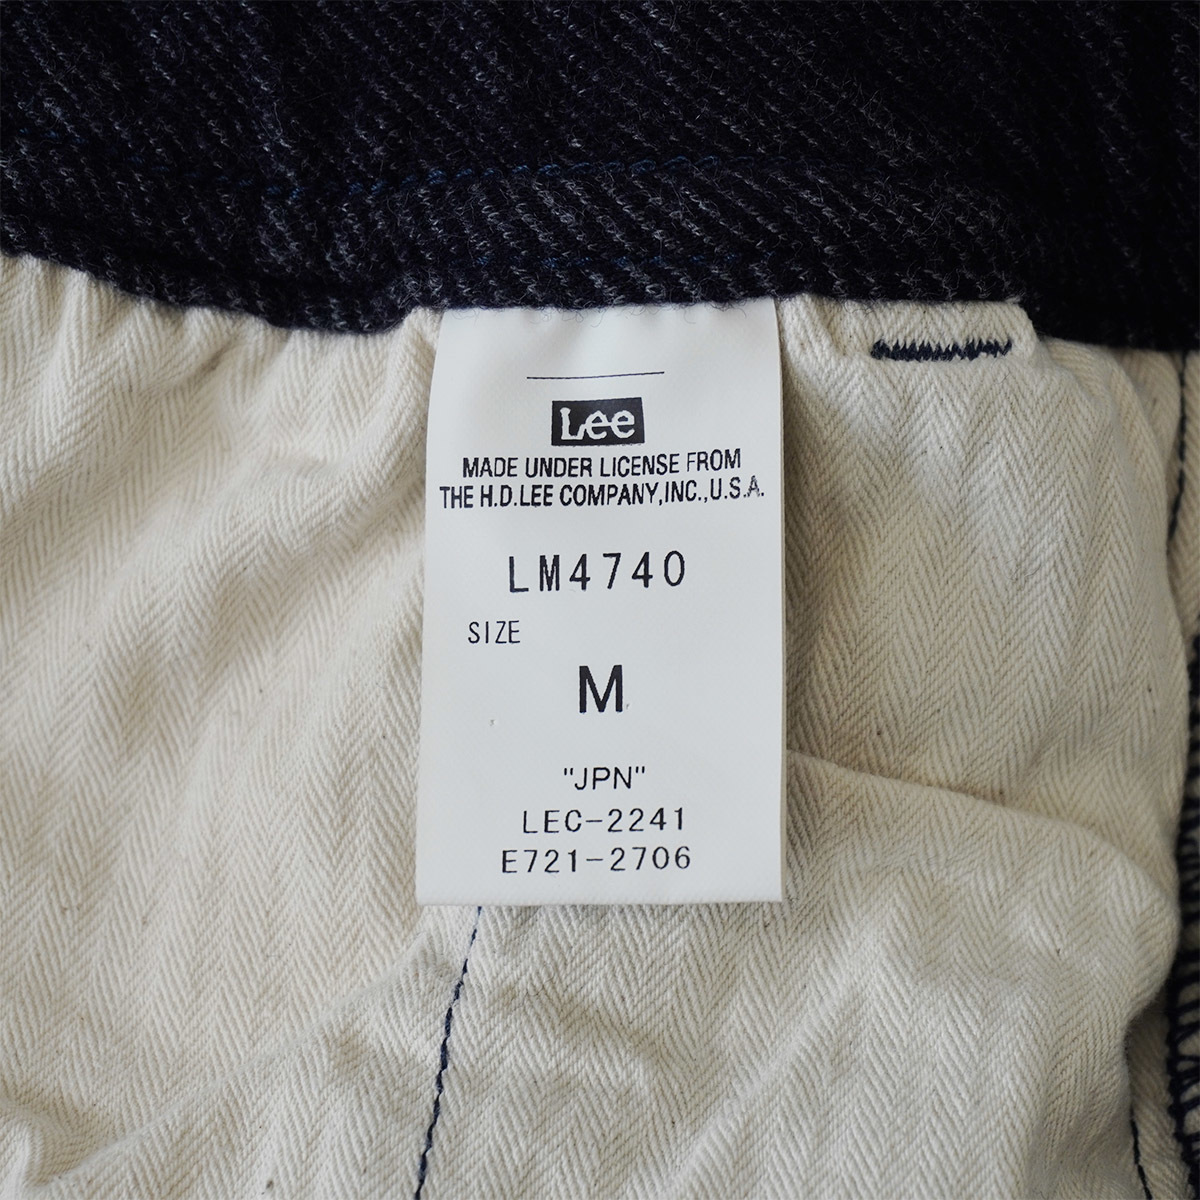 Lee
MADE UNDER LICENSE FROM
THE H.D.LEE COMPANY,INC.,U.S.A.
LM4740
SIZE
M
"JPN"
LEC-2241
E721-2706